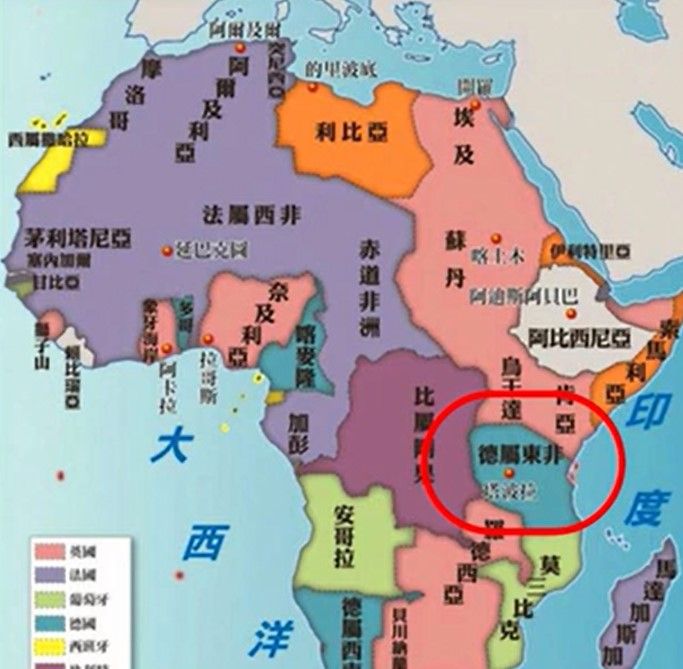 阿爾及爾
突尼西亞
的里波底
開羅
摩洛哥
阿爾及利亞
利比亞
埃及
西屬撒哈拉
法屬西非
茅利塔尼亞
塞內加爾
甘比亞
廷巴克圖
赤道非洲
蘇丹
喀土木
伊利特里亞
阿迪斯阿貝巴
阿比西尼亞
索馬利亞
獅子山
賴比瑞亞
象牙海岸
多哥
奈及利亞
喀麥隆
阿卡拉
拉哥斯
烏干達
肯亞
比屬剛果
加彭
德屬東非
塔波拉
大西洋
印度
安哥拉
羅德西亞
莫三比克
德屬西南
貝川納蘭
馬達加斯加
英國
法國
葡萄牙
德國
西班牙